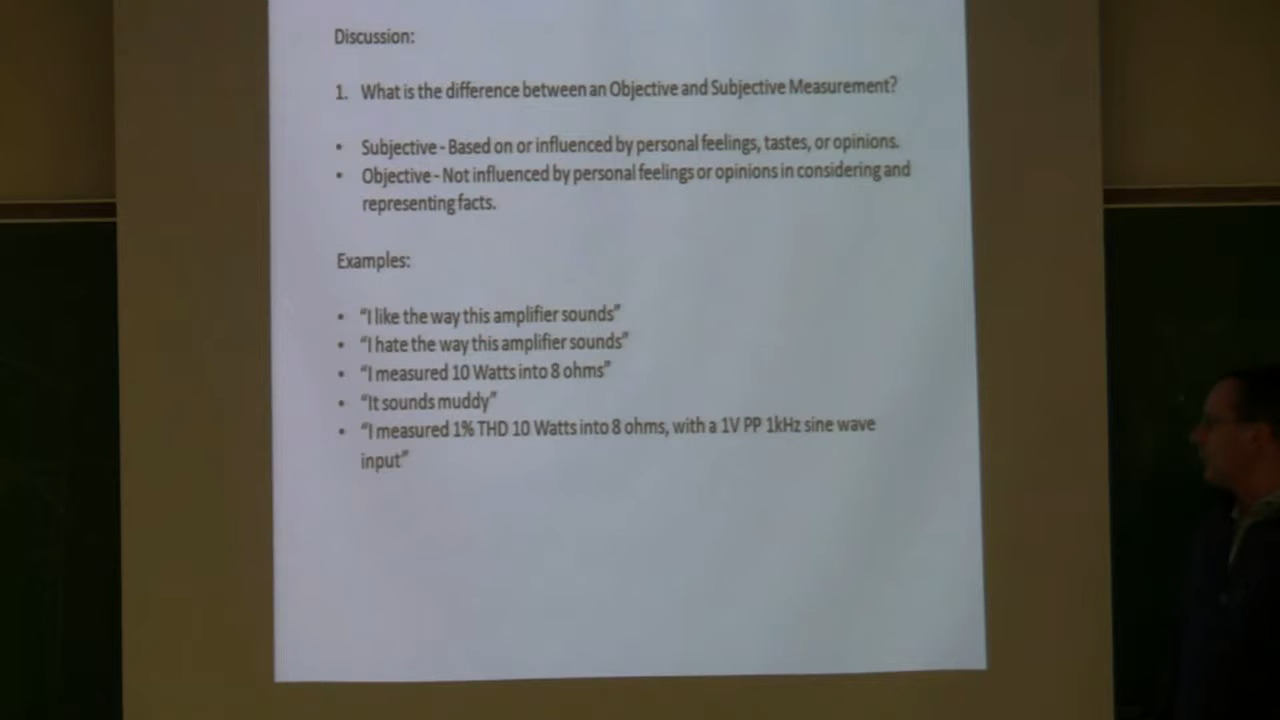 Discussion:
1. What is the difference between an Objective and Subjective Measurement?
• Subjective - Based on or influenced by personal feelings, tastes, or opinions.
• Objective - Not influenced by personal feelings or opinions in considering and
representing facts.
Examples:
• “I like the way this amplifier sounds”
• “I hate the way this amplifier sounds”
• “I measured 10 Watts into 8 ohms”
• “It sounds muddy”
• “I measured 1% THD 10 Watts into 8 ohms, with a 1V PP 1kHz sine wave
input”